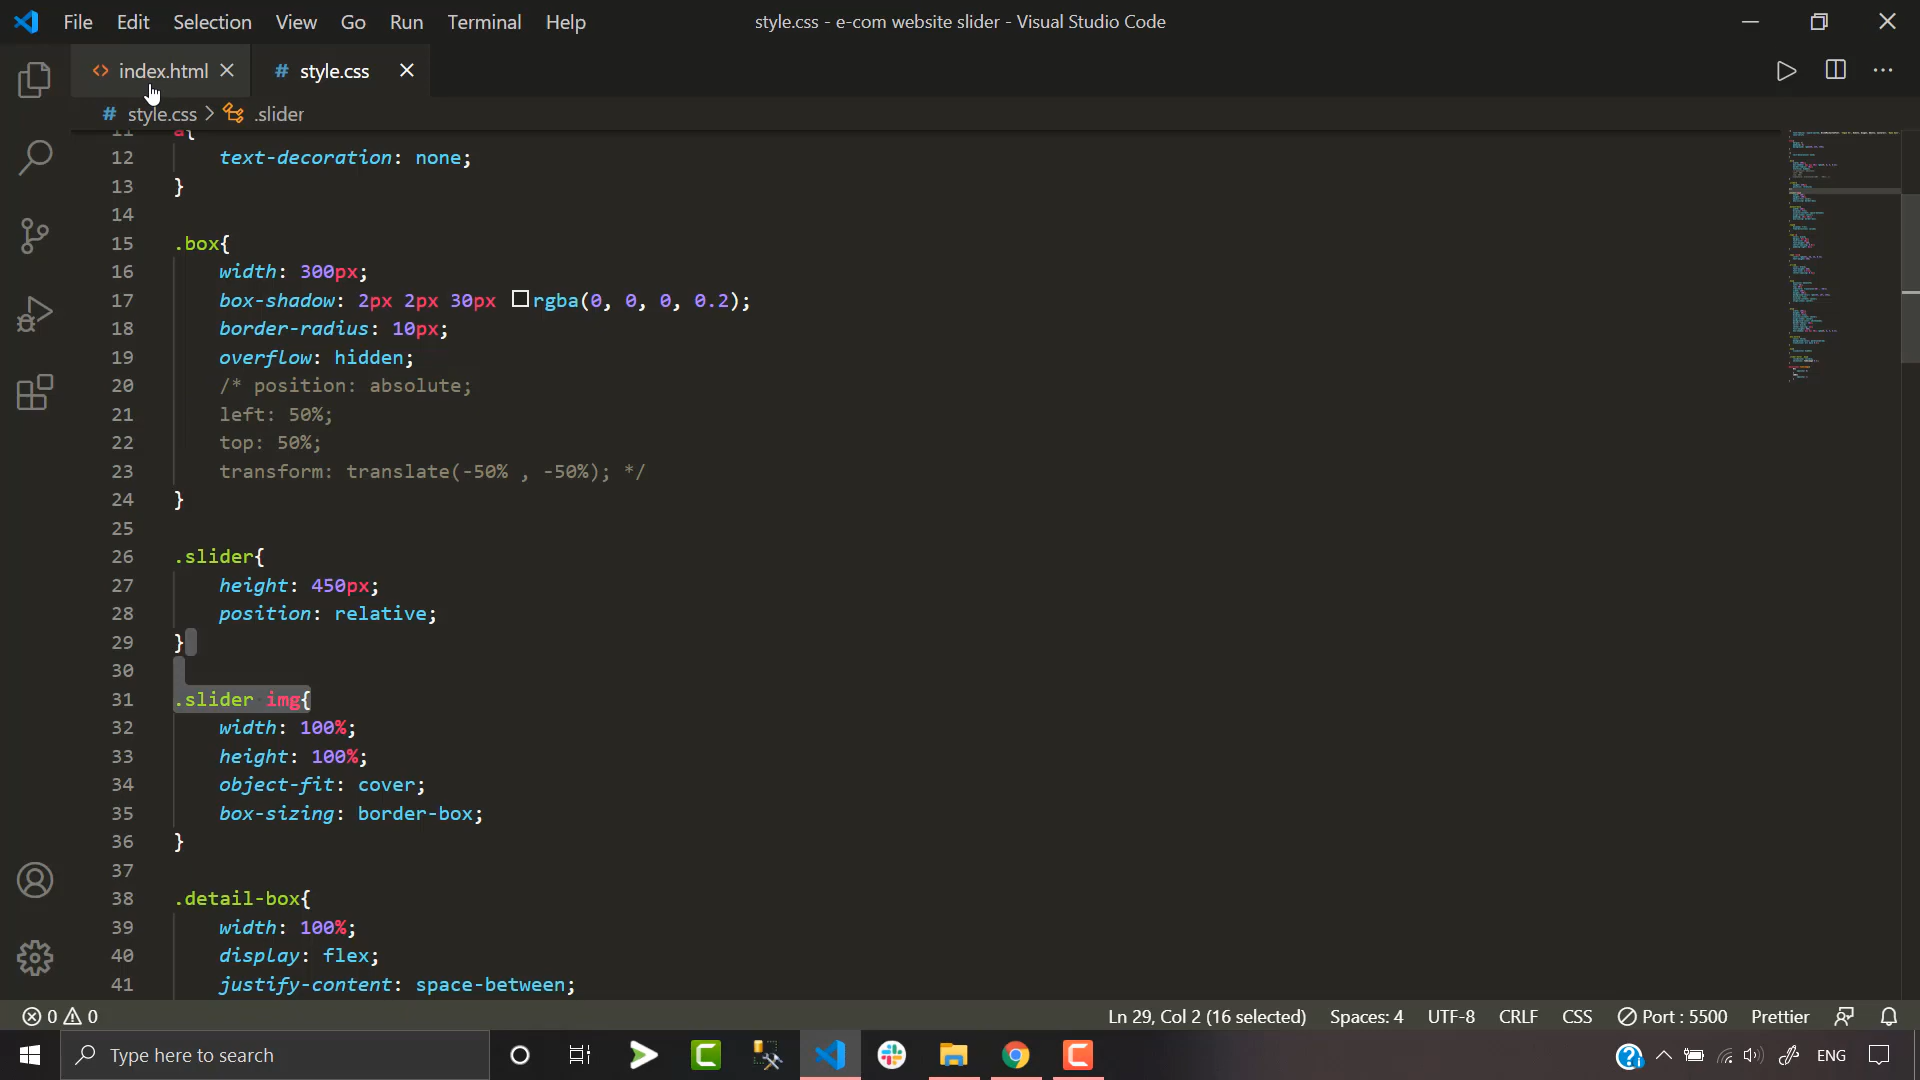 File Edit Selection View Go Run Terminal Help
style.css - e-com website slider - Visual Studio Code
<> index.html # style.css
# style.css > .slider
11 a{
12 text-decoration: none;
13 }
14
15 .box{
16 width: 300px;
17 box-shadow: 2px 2px 30px rgba(0, 0, 0, 0.2);
18 border-radius: 10px;
19 overflow: hidden;
20 /* position: absolute;
21 left: 50%;
22 top: 50%;
23 transform: translate(-50% , -50%); */
24 }
25
26 .slider{
27 height: 450px;
28 position: relative;
29 }
30
31 .slider img{
32 width: 100%;
33 height: 100%;
34 object-fit: cover;
35 box-sizing: border-box;
36 }
37
38 .detail-box{
39 width: 100%;
40 display: flex;
41 justify-content: space-between;
0 0 Ln 29, Col 2 (16 selected) Spaces: 4 UTF-8 CRLF CSS Port : 5500 Prettier
Type here to search
ENG